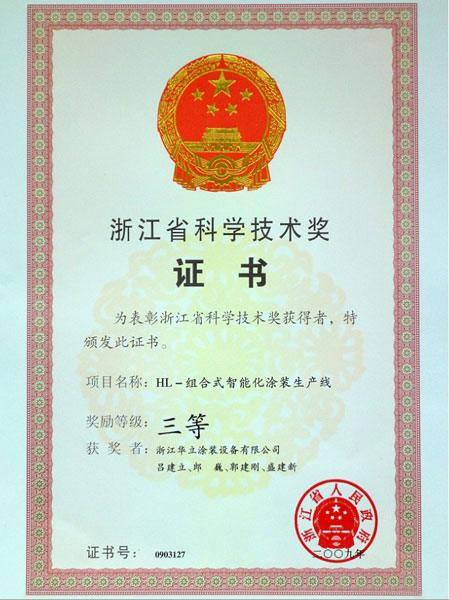 浙江省科学技术奖
证书
为表彰浙江省科学技术奖获得者，特
颁发此证书。
项目名称：HL－组合式智能化涂装生产线
奖励等级：三等
获奖者：浙江华立涂装设备有限公司
吕建立、邱 巍、郭建刚、盛建新
浙江省人民政府
二〇〇九年
证书号：0903127